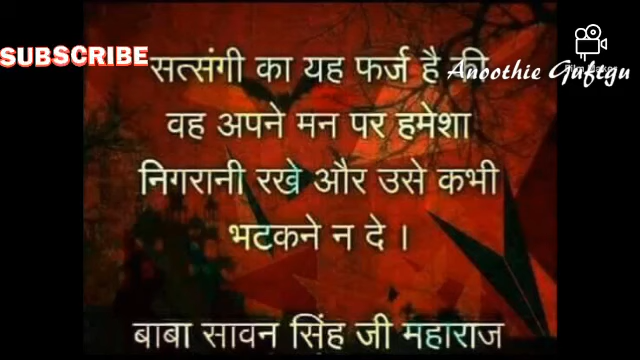 SUBSCRIBE
सत्संगी का यह फर्ज है की
Anoothie Guftgu
वह अपने मन पर हमेशा
निगरानी रखे और उसे कभी
भटकने न दे ।
बाबा सावन सिंह जी महाराज